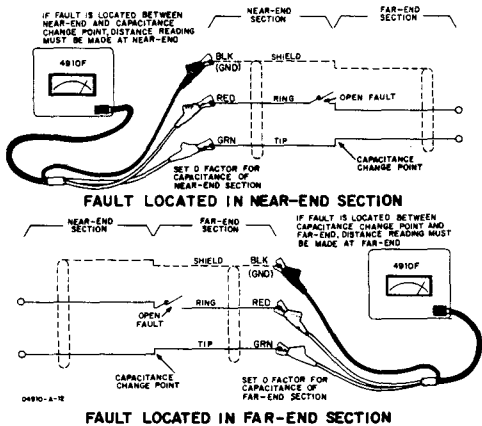 IF FAULT IS LOCATED BETWEEN
NEAR-END AND CAPACITANCE
CHANGE POINT, DISTANCE READING
MUST BE MADE AT NEAR-END
NEAR-END
SECTION
FAR-END
SECTION
4910F
BLK
(GND)
SHIELD
RED
RING
OPEN FAULT
GRN
TIP
CAPACITANCE
CHANGE POINT
SET D FACTOR FOR
CAPACITANCE OF
NEAR-END SECTION
FAULT LOCATED IN NEAR-END SECTION
NEAR-END
SECTION
FAR-END
SECTION
IF FAULT IS LOCATED BETWEEN
CAPACITANCE CHANGE POINT AND
FAR-END, DISTANCE READING MUST
BE MADE AT FAR-END
SHIELD
BLK
(GND)
4910F
RING
RED
OPEN
FAULT
TIP
GRN
CAPACITANCE
CHANGE POINT
SET D FACTOR FOR
CAPACITANCE OF
FAR-END SECTION
D4910-A-12
FAULT LOCATED IN FAR-END SECTION